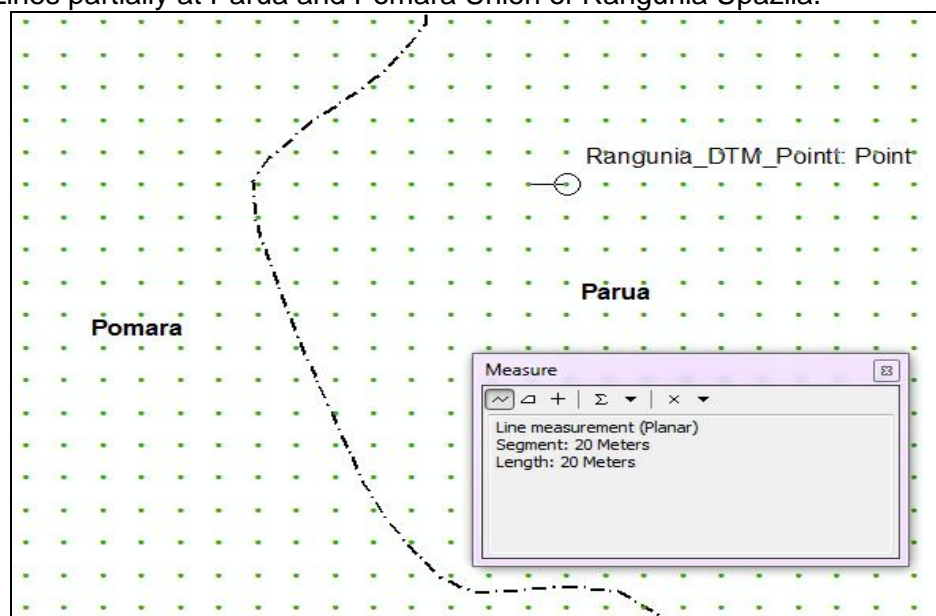 Lines partially at Parua and Pomara Union of Rangunia Upazila.
Rangunia_DTM_Pointt: Point
Parua
Pomara
Measure
Line measurement (Planar)
Segment: 20 Meters
Length: 20 Meters